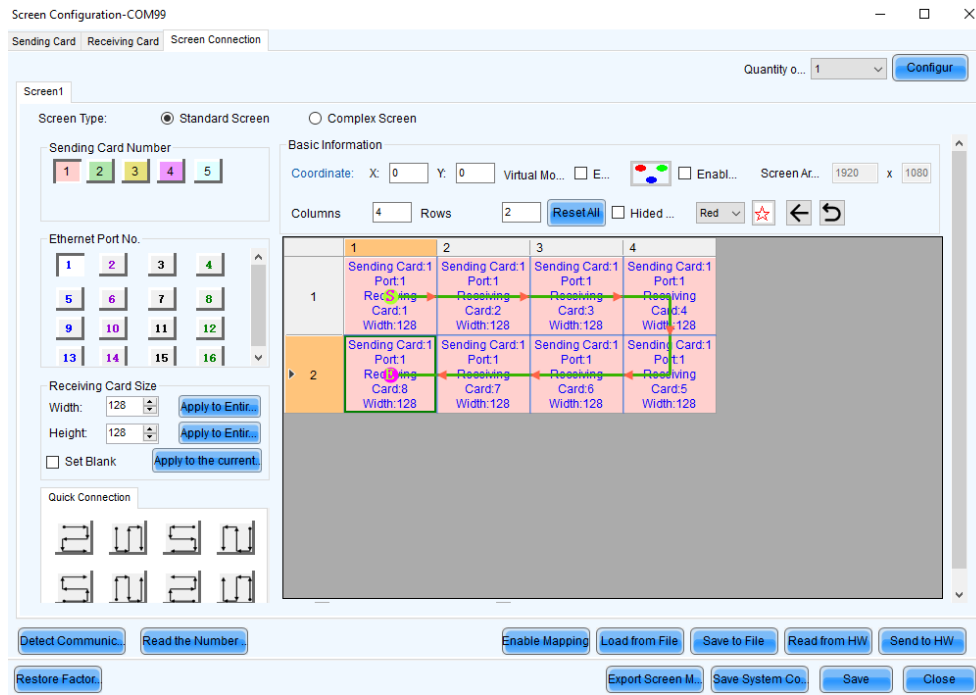 Screen Configuration-COM99
Sending Card Receiving Card Screen Connection
Quantity o... 1 Configur
Screen1
Screen Type: Standard Screen Complex Screen
Sending Card Number
1 2 3 4 5
Basic Information
Coordinate: X: 0 Y: 0 Virtual Mo... E... Enabl... Screen Ar... 1920 x 1080
Columns 4 Rows 2 Reset All Hided ... Red
Ethernet Port No.
1 2 3 4
5 6 7 8
9 10 11 12
13 14 15 16
1 2 3 4
Sending Card:1 Sending Card:1 Sending Card:1 Sending Card:1
Port:1 Port:1 Port:1 Port:1
1 Receiving Receiving Receiving Receiving
S
Card:1 Card:2 Card:3 Card:4
Width:128 Width:128 Width:128 Width:128
Sending Card:1 Sending Card:1 Sending Card:1 Sending Card:1
Port:1 Port:1 Port:1 Port:1
2 Receiving Receiving Receiving Receiving
Card:8 Card:7 Card:6 Card:5
Width:128 Width:128 Width:128 Width:128
Receiving Card Size
Width: 128 Apply to Entir...
Height: 128 Apply to Entir...
Set Blank Apply to the current.
Quick Connection
Detect Communic... Read the Number... Enable Mapping Load from File Save to File Read from HW Send to HW
Restore Factor... Export Screen M... Save System Co... Save Close